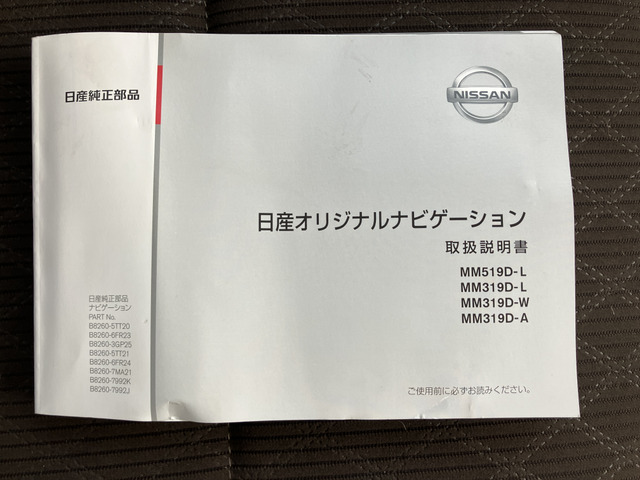 日産純正部品
日産純正部品
ナビゲーション
PART No.
B8260-5TT20
B8260-6FR23
B8260-3GP25
B8260-5TT21
B8260-6FR24
B8260-7MA21
B8260-7992K
B8260-7992J
NISSAN
日産オリジナルナビゲーション
取扱説明書
MM519D-L
MM319D-L
MM319D-W
MM319D-A
ご使用前に必ずお読みください。